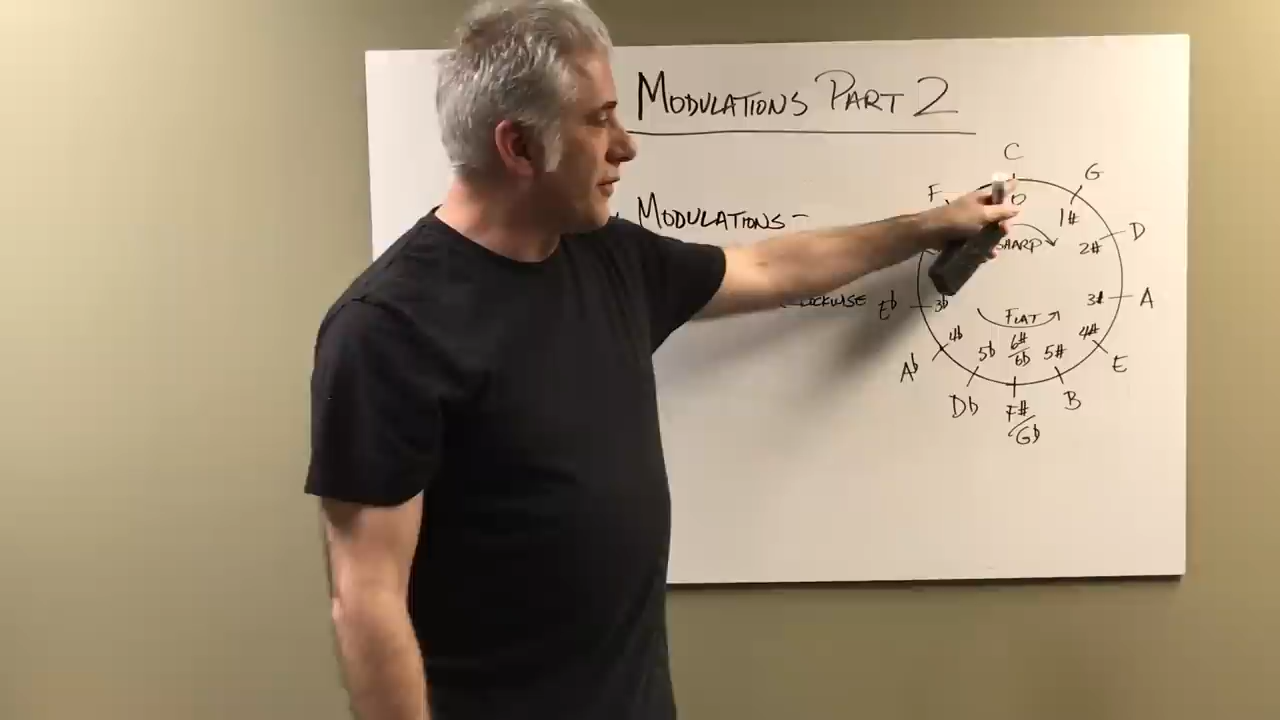 MODULATIONS PART 2
MODULATIONS –
C
G
F
0
1#
D
SHARP
2#
A
3#
CLOCKWISE
Eb
3b
FLAT
4#
E
4b
5b
6#
6b
5#
Ab
Db
F#
Gb
B